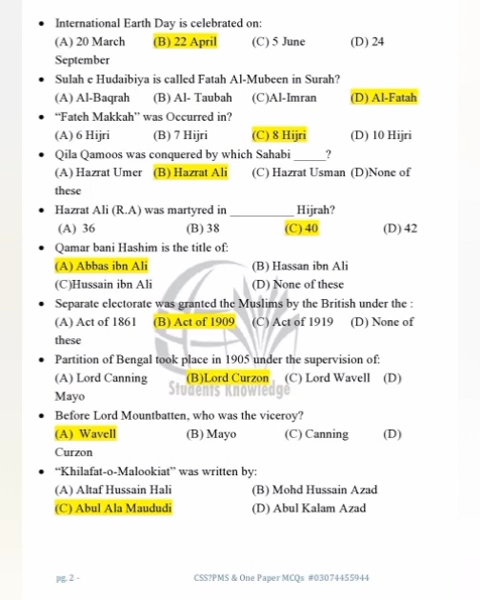 • International Earth Day is celebrated on:
(A) 20 March (B) 22 April (C) 5 June (D) 24
September
• Sulah e Hudaibiya is called Fatah Al-Mubeen in Surah?
(A) Al-Baqrah (B) Al- Taubah (C)Al-Imran (D) Al-Fatah
• “Fateh Makkah” was Occurred in?
(A) 6 Hijri (B) 7 Hijri (C) 8 Hijri (D) 10 Hijri
• Qila Qamoos was conquered by which Sahabi _____?
(A) Hazrat Umer (B) Hazrat Ali (C) Hazrat Usman (D)None of
these
• Hazrat Ali (R.A) was martyred in __________ Hijrah?
(A) 36 (B) 38 (C) 40 (D) 42
• Qamar bani Hashim is the title of:
(A) Abbas ibn Ali (B) Hassan ibn Ali
(C)Hussain ibn Ali (D) None of these
• Separate electorate was granted the Muslims by the British under the :
(A) Act of 1861 (B) Act of 1909 (C) Act of 1919 (D) None of
these
• Partition of Bengal took place in 1905 under the supervision of:
(A) Lord Canning (B)Lord Curzon (C) Lord Wavell (D)
Mayo
Students Knowledge
• Before Lord Mountbatten, who was the viceroy?
(A) Wavell (B) Mayo (C) Canning (D)
Curzon
• “Khilafat-o-Malookiat” was written by:
(A) Altaf Hussain Hali (B) Mohd Hussain Azad
(C) Abul Ala Maududi (D) Abul Kalam Azad
pg. 2 - CSS?PMS & One Paper MCQs #03074455944